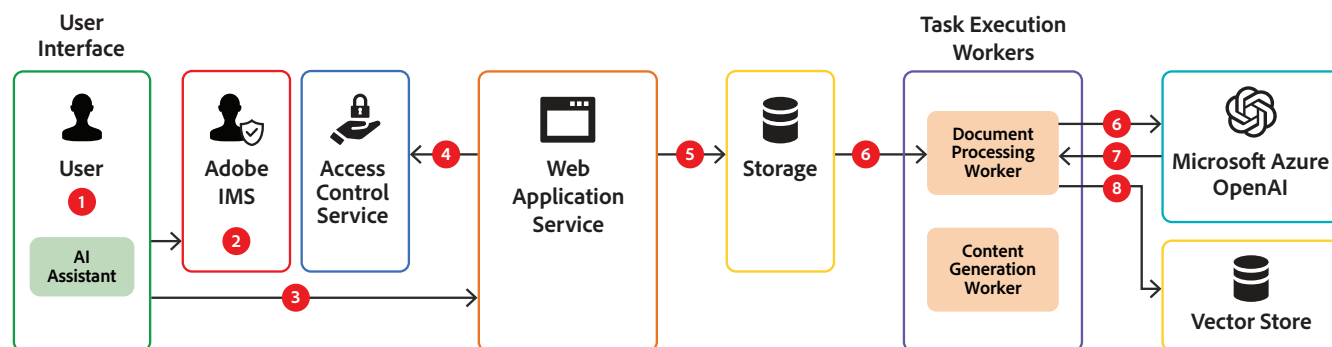 User
Interface
User
1
AI
Assistant
Adobe
IMS
2
Access
Control
Service
3
4
Web
Application
Service
5
Storage
6
Task Execution
Workers
Document
Processing
Worker
Content
Generation
Worker
6
7
8
Microsoft Azure
OpenAI
Vector Store